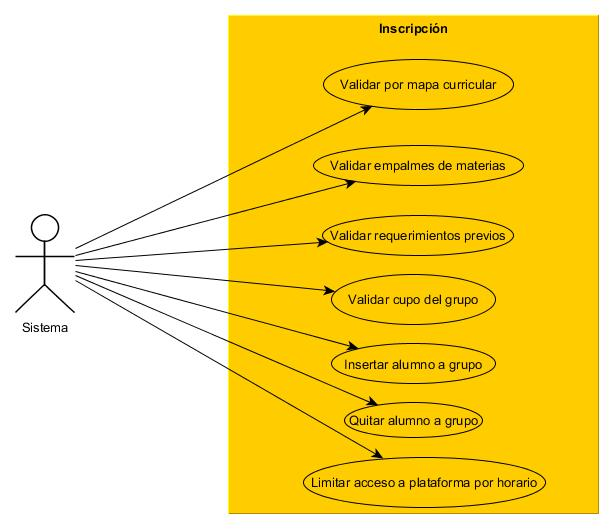 Inscripción
Validar por mapa curricular
Validar empalmes de materias
Validar requerimientos previos
Validar cupo del grupo
Sistema
Insertar alumno a grupo
Quitar alumno a grupo
Limitar acceso a plataforma por horario